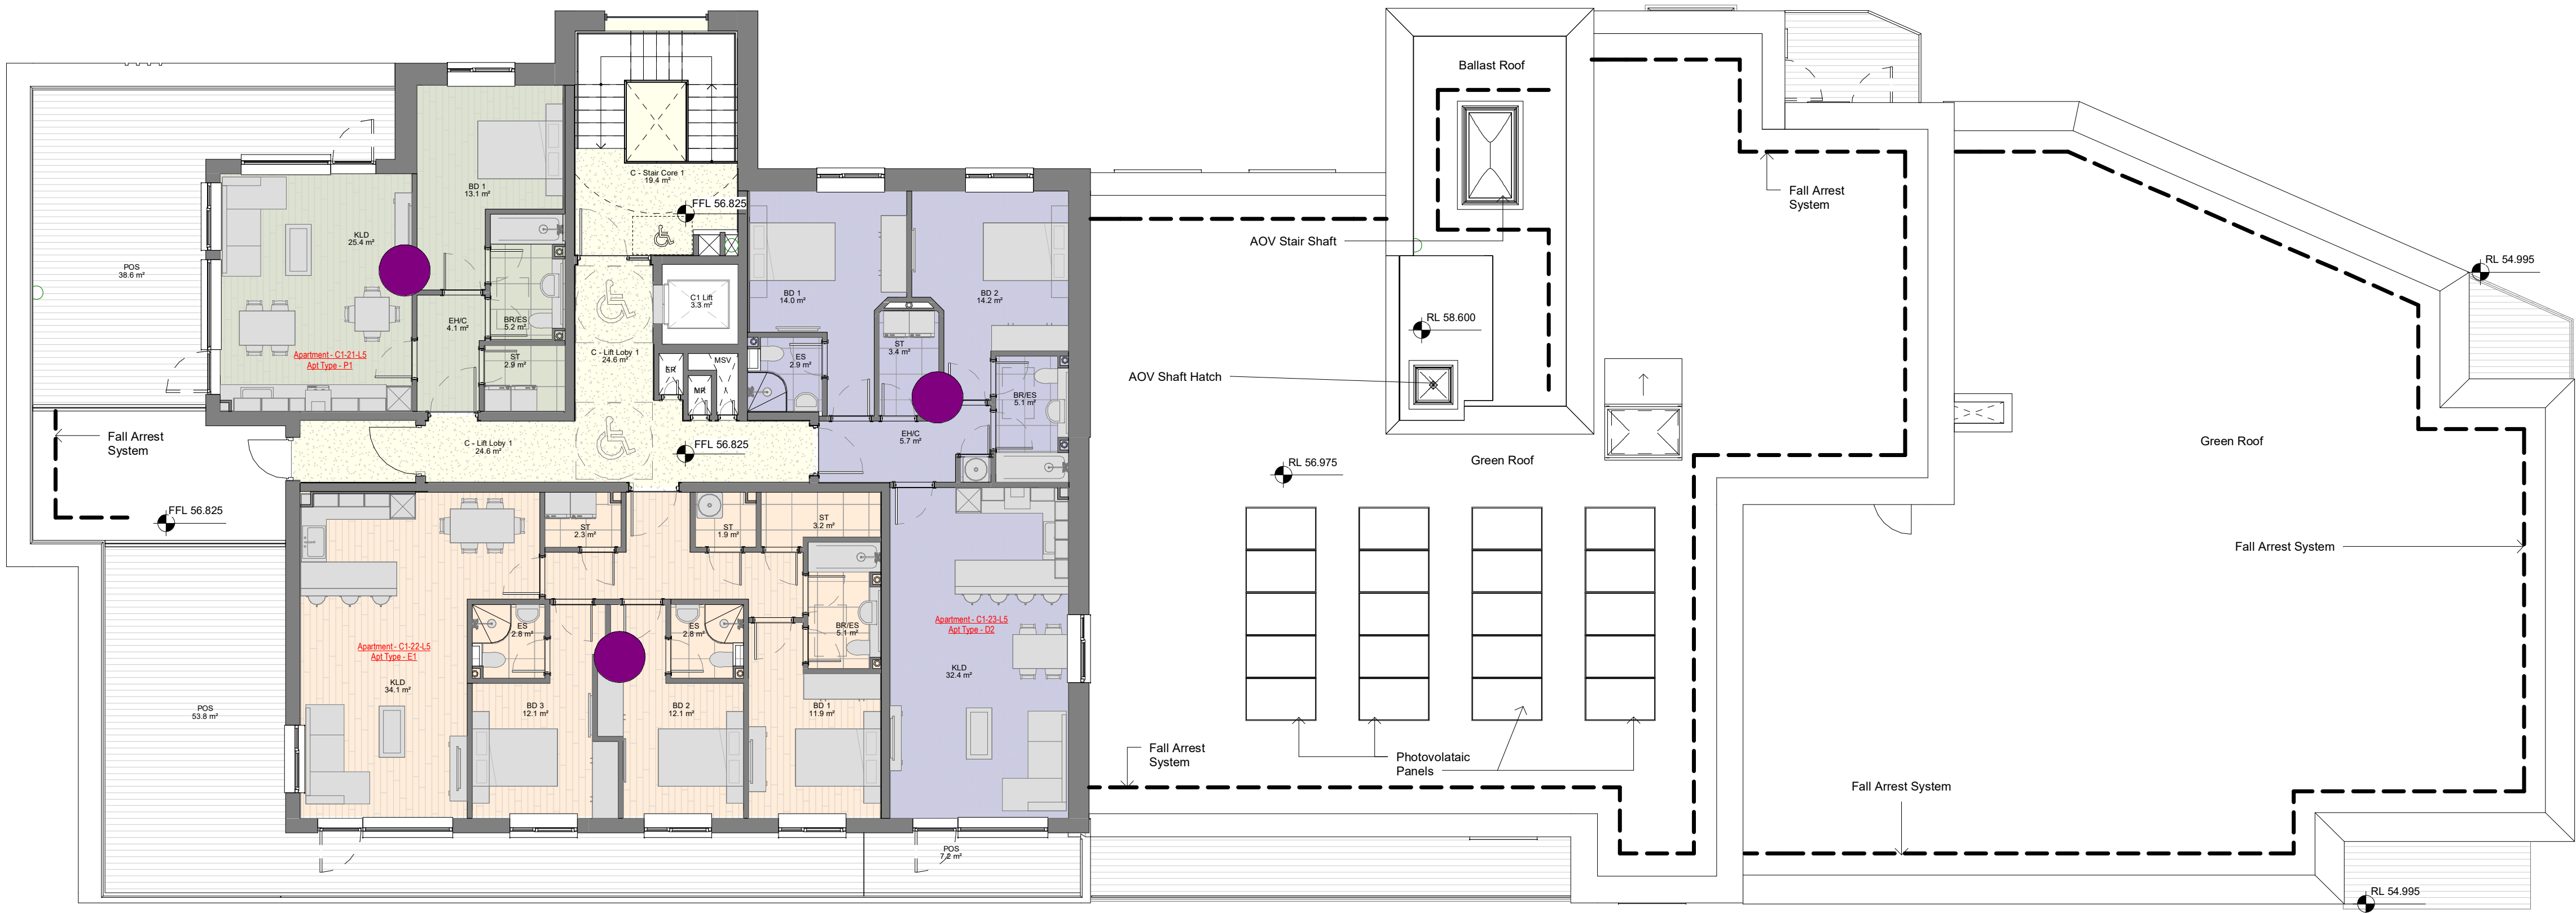 Ballast Roof
C - Stair Core 1
19.4 m²
FFL 56.825
BD 1
13.1 m²
KLD
25.4 m²
POS
38.6 m²
EH/C
4.1 m²
BR/ES
5.2 m²
ST
2.9 m²
Apartment - C1-21-L5
Apt Type - P1
C1 Lift
3.3 m²
C - Lift Loby 1
24.6 m²
ER
MR
MSV
BD 1
14.0 m²
BD 2
14.2 m²
ST
3.4 m²
ES
2.9 m²
BR/ES
5.1 m²
EH/C
5.7 m²
C - Lift Loby 1
24.6 m²
FFL 56.825
Fall Arrest
System
FFL 56.825
Fall Arrest
System
AOV Stair Shaft
RL 54.995
RL 58.600
AOV Shaft Hatch
Green Roof
Green Roof
RL 56.975
Fall Arrest System
ST
2.3 m²
ST
1.9 m²
ST
3.2 m²
ES
2.8 m²
ES
2.8 m²
BR/ES
5.1 m²
Apartment - C1-22-L5
Apt Type - E1
KLD
34.1 m²
Apartment - C1-23-L5
Apt Type - D2
KLD
32.4 m²
POS
53.8 m²
BD 3
12.1 m²
BD 2
12.1 m²
BD 1
11.9 m²
Fall Arrest
System
Photovolataic
Panels
Fall Arrest System
POS
7.2 m²
RL 54.995